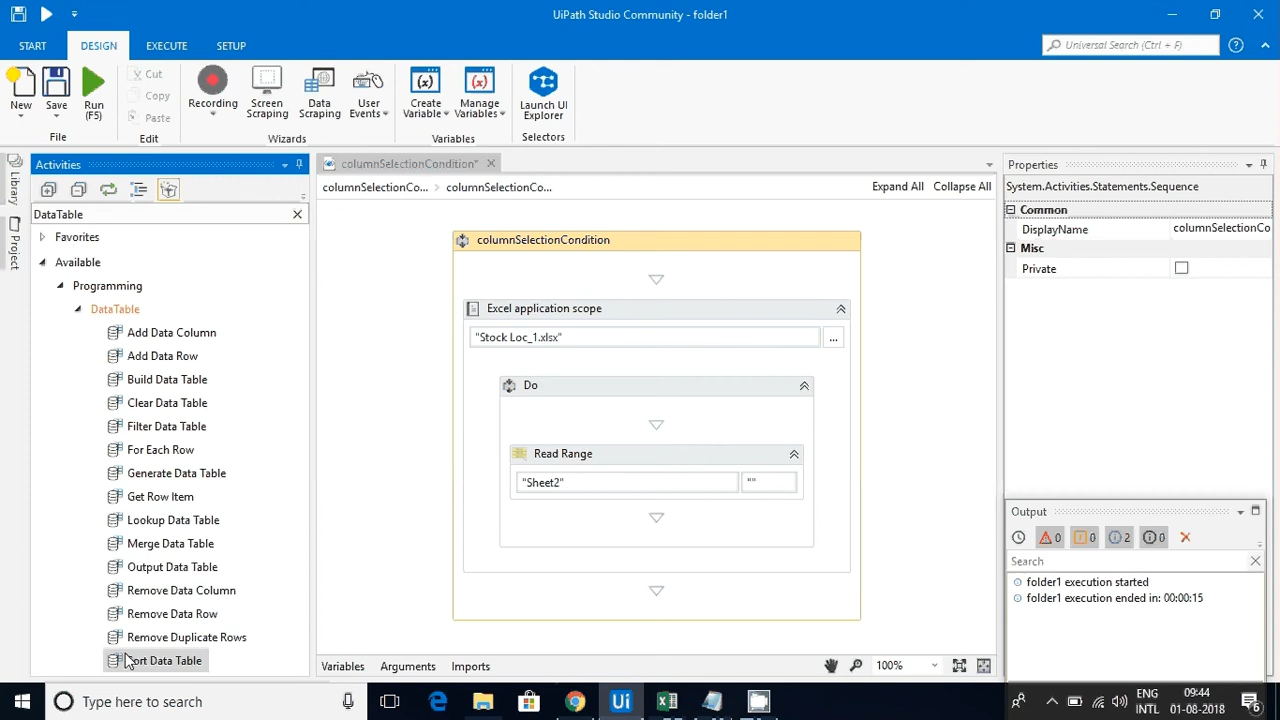 UiPath Studio Community - folder1
START DESIGN EXECUTE SETUP
Universal Search (Ctrl + F)
New Save Run (F5) Cut Copy Paste
Recording Screen Scraping Data Scraping User Events
Create Variable Manage Variables Launch UI Explorer
File Edit Wizards Variables Selectors
Library
Project
Activities
DataTable
Favorites
Available
Programming
DataTable
Add Data Column
Add Data Row
Build Data Table
Clear Data Table
Filter Data Table
For Each Row
Generate Data Table
Get Row Item
Lookup Data Table
Merge Data Table
Output Data Table
Remove Data Column
Remove Data Row
Remove Duplicate Rows
Sort Data Table
columnSelectionCondition*
columnSelectionCo... > columnSelectionCo...
Expand All Collapse All
columnSelectionCondition
Excel application scope
"Stock Loc_1.xlsx"
...
Do
Read Range
"Sheet2" ""
Variables Arguments Imports
100%
Properties
System.Activities.Statements.Sequence
Common
DisplayName columnSelectionCo
Misc
Private
Output
0 0 2 0
Search
folder1 execution started
folder1 execution ended in: 00:00:15
Type here to search
Ui
ENG
INTL
09:44
01-08-2018
6